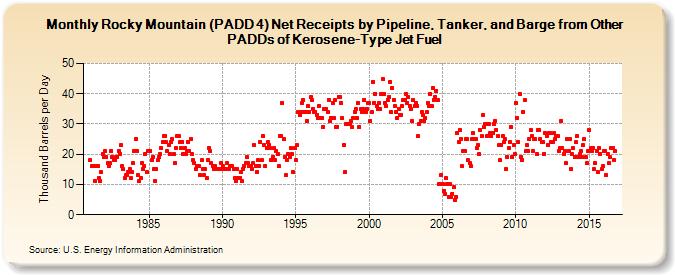 Monthly Rocky Mountain (PADD 4) Net Receipts by Pipeline, Tanker, and Barge from Other
PADDs of Kerosene-Type Jet Fuel
Thousand Barrels per Day
50
40
30
20
10
0
1985 1990 1995 2000 2005 2010 2015
Source: U.S. Energy Information Administration